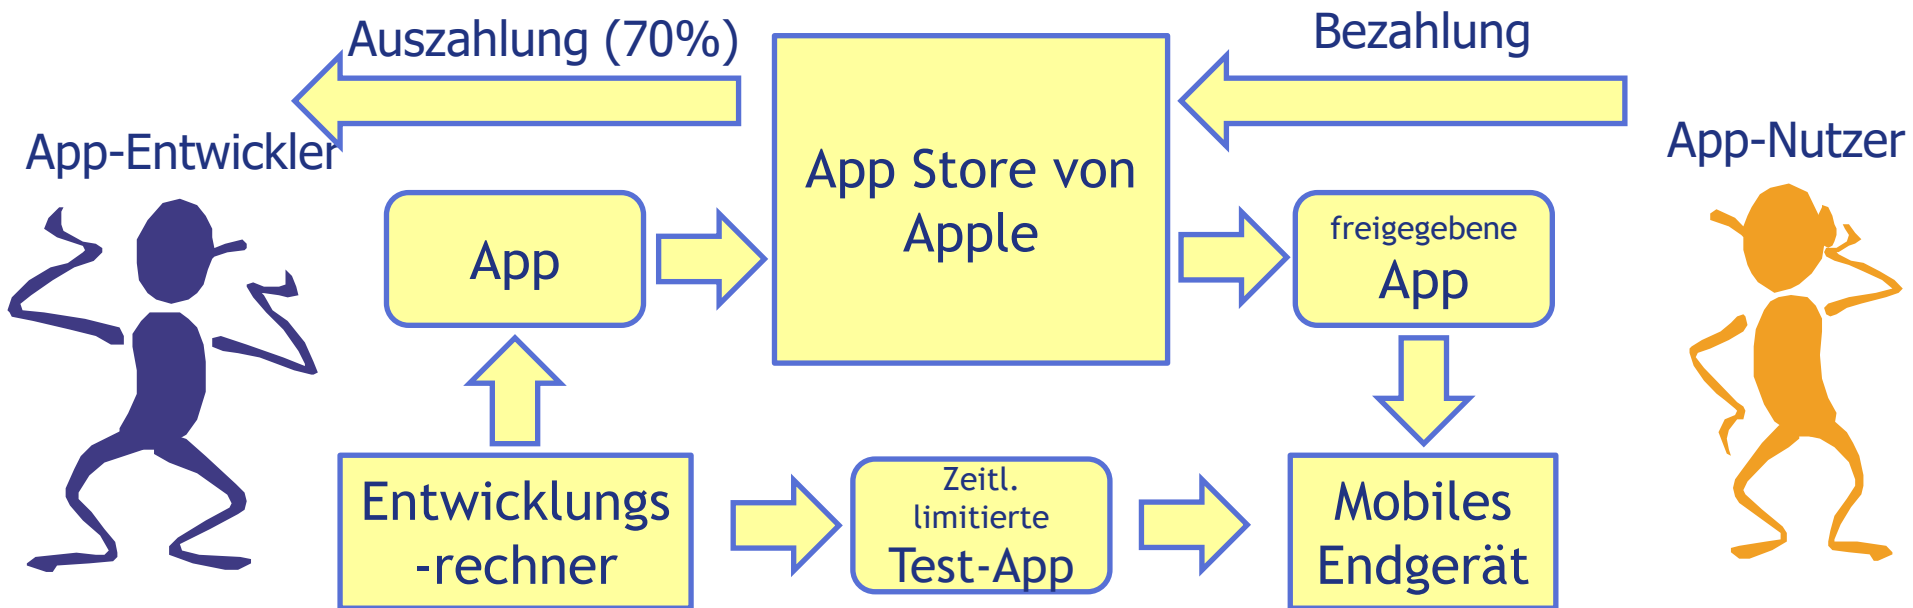 Auszahlung (70%)
Bezahlung
App-Entwickler
App-Nutzer
App Store von
Apple
App
freigegebene
App
Entwicklungs
-rechner
Zeitl.
limitierte
Test-App
Mobiles
Endgerät